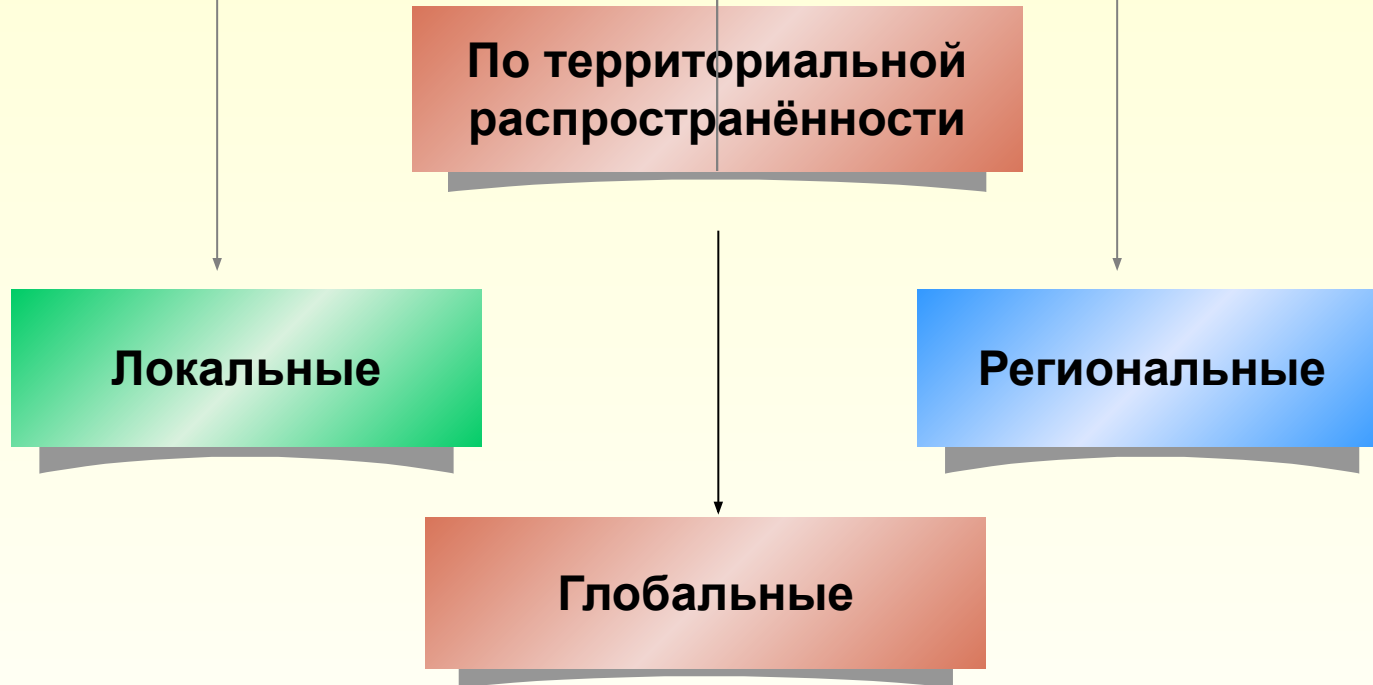 По территориальной
распространённости
Локальные
Региональные
Глобальные